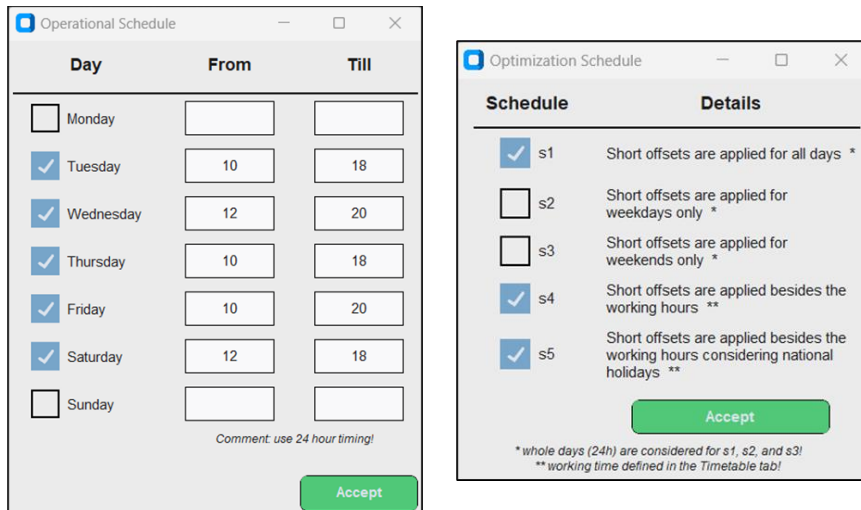 Operational Schedule
Day From Till
Monday
Tuesday 10 18
Wednesday 12 20
Thursday 10 18
Friday 10 20
Saturday 12 18
Sunday
Comment: use 24 hour timing!
Accept
Optimization Schedule
Schedule Details
s1 Short offsets are applied for all days *
s2 Short offsets are applied for
weekdays only *
s3 Short offsets are applied for
weekends only *
s4 Short offsets are applied besides the
working hours **
s5 Short offsets are applied besides the
working hours considering national
holidays **
Accept
* whole days (24h) are considered for s1, s2, and s3!
** working time defined in the Timetable tab!